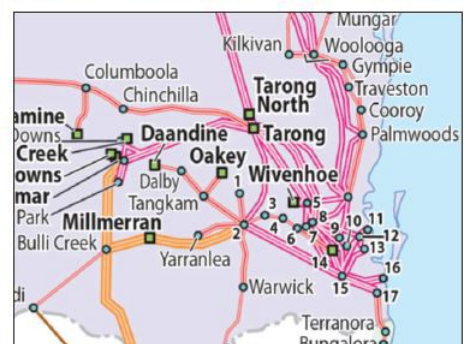 Mungar
Kilkivan
Woolooga
Gympie
Columboola
Traveston
Chinchilla
Tarong
North
Cooroy
amine
Downs
Daandine
Tarong
Palmwoods
Creek
Oakey
owns
Dalby
1
Wivenhoe
mar
Park
Tangkam
3
5
8
10
11
Millmerran
9
12
Bulli Creek
2
4
6
7
13
Yarranlea
14
16
di
Warwick
15
17
Terranora
Bungalora